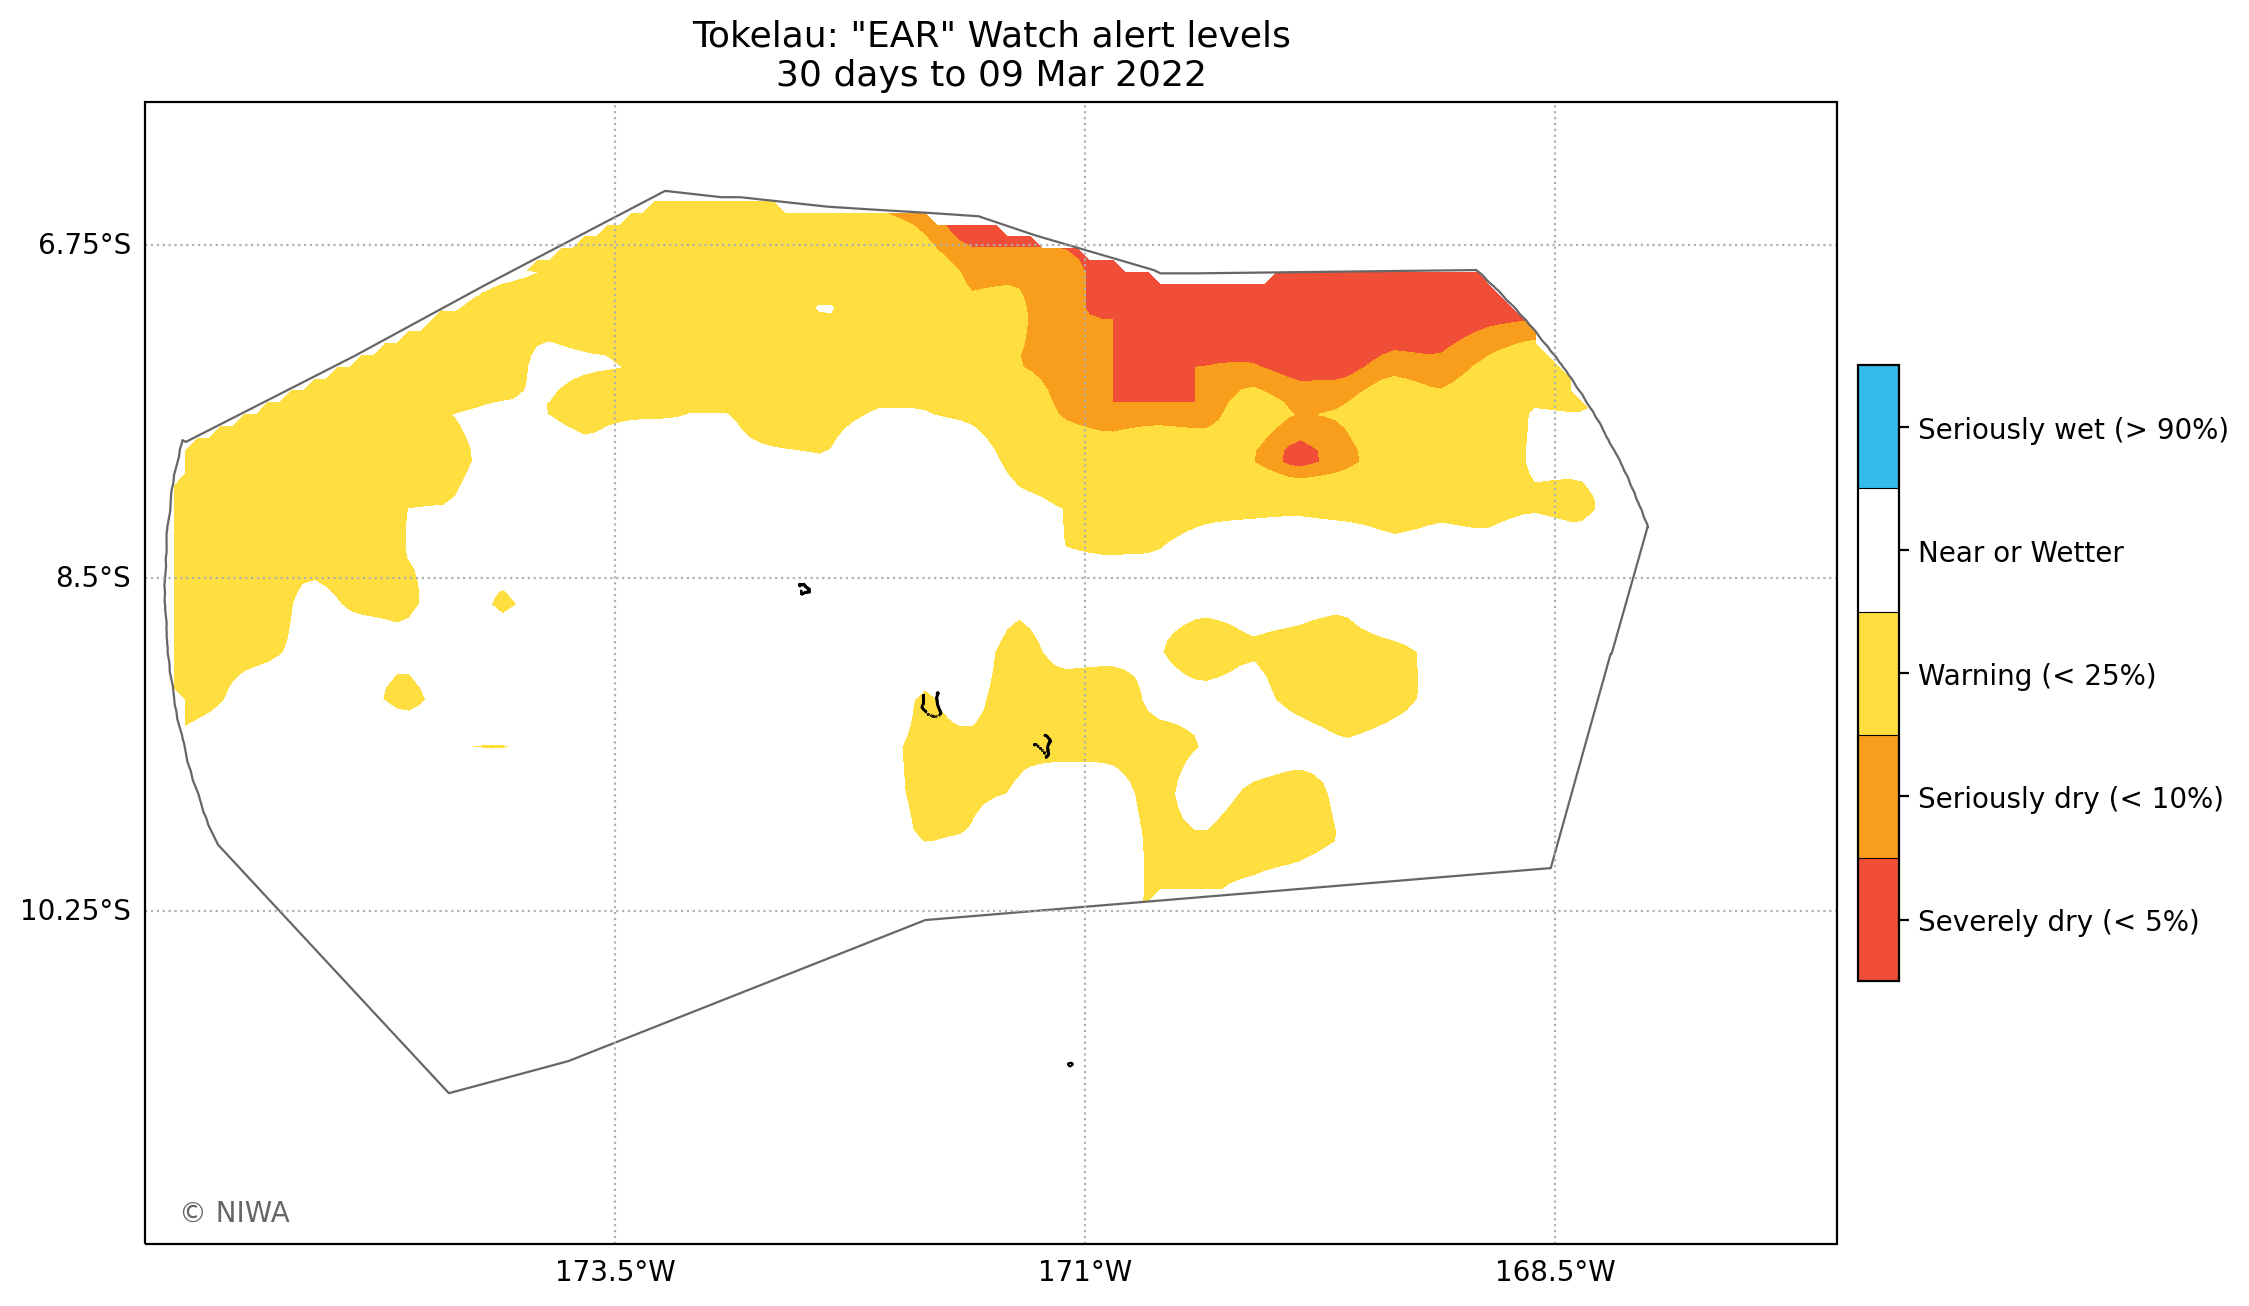 Tokelau: "EAR" Watch alert levels
30 days to 09 Mar 2022
6.75°S
8.5°S
10.25°S
173.5°W
171°W
168.5°W
Seriously wet (> 90%)
Near or Wetter
Warning (< 25%)
Seriously dry (< 10%)
Severely dry (< 5%)
© NIWA